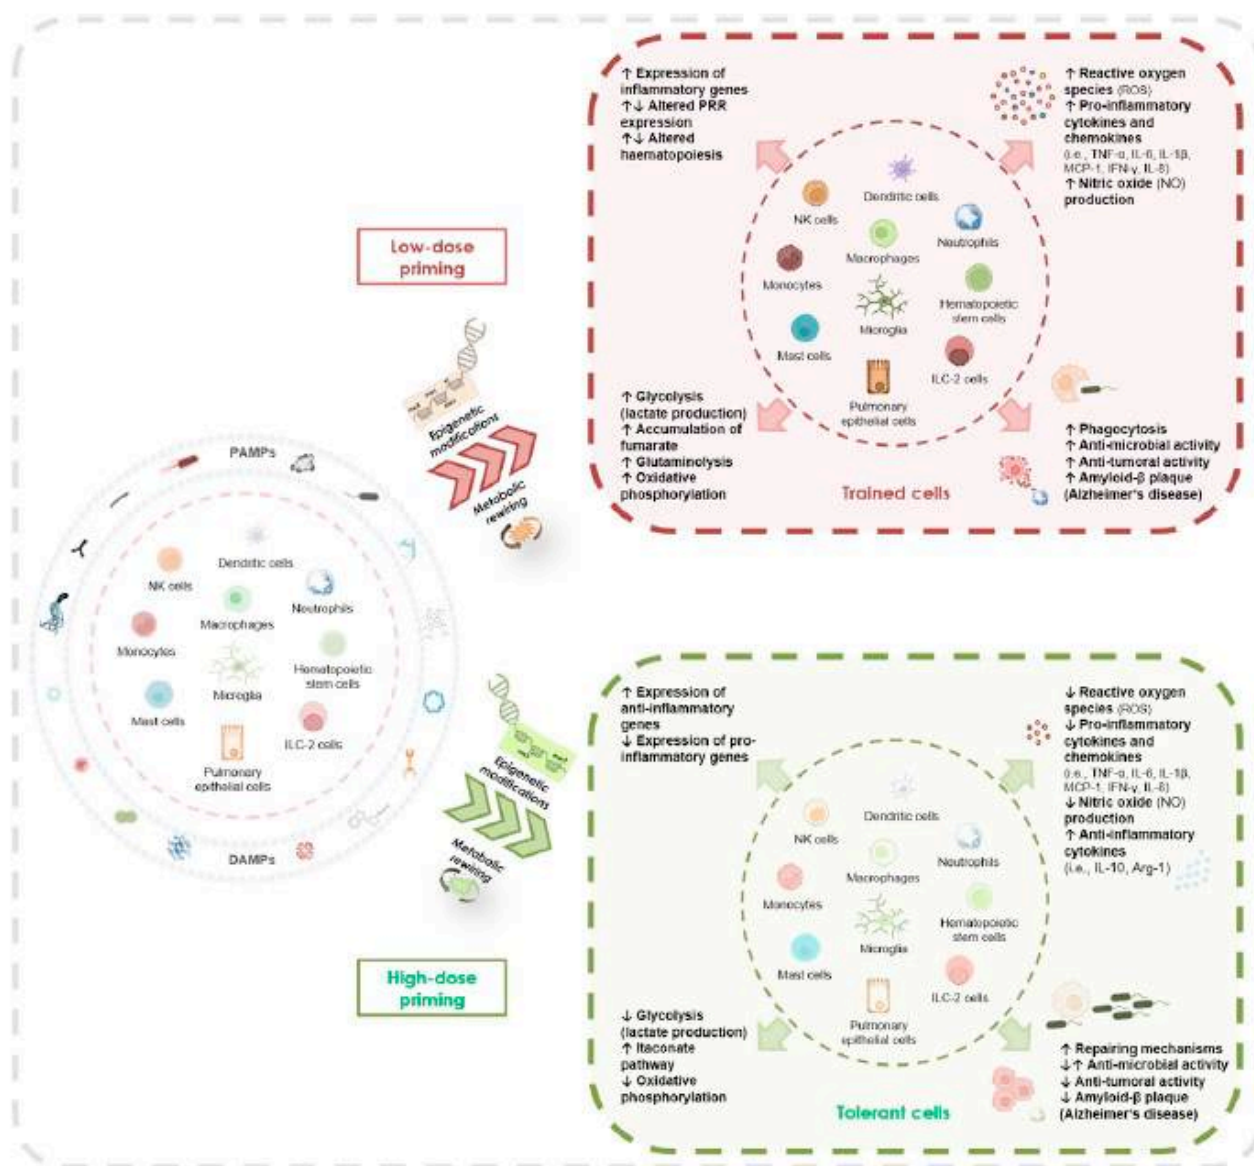 ↑ Expression of
inflammatory genes
↑↓ Altered PRR
expression
↑↓ Altered
haematopoiesis
↑ Reactive oxygen
species (ROS)
↑ Pro-inflammatory
cytokines and
chemokines
(i.e., TNF-α, IL-6, IL-1β,
MCP-1, IFN-γ, IL-8)
↑ Nitric oxide (NO)
production
Dendritic cells
NK cells
Neutrophils
Macrophages
Monocytes
Hematopoietic
stem cells
Microglia
Mast cells
ILC-2 cells
Pulmonary
epithelial cells
↑ Glycolysis
(lactate production)
↑ Accumulation of
fumarate
↑ Glutaminolysis
↑ Oxidative
phosphorylation
↑ Phagocytosis
↑ Anti-microbial activity
↑ Anti-tumoral activity
↑ Amyloid-β plaque
(Alzheimer's disease)
Trained cells
Low-dose
priming
Epigenetic
modifications
Metabolic
rewiring
PAMPs
Dendritic cells
NK cells
Neutrophils
Macrophages
Monocytes
Hematopoietic
stem cells
Microglia
Mast cells
ILC-2 cells
Pulmonary
epithelial cells
DAMPs
Epigenetic
modifications
Metabolic
rewiring
High-dose
priming
↑ Expression of
anti-inflammatory
genes
↓ Expression of pro-
inflammatory genes
↓ Reactive oxygen
species (ROS)
↓ Pro-inflammatory
cytokines and
chemokines
(i.e., TNF-α, IL-6, IL-1β,
MCP-1, IFN-γ, IL-8)
↓ Nitric oxide (NO)
production
↑ Anti-inflammatory
cytokines
(i.e., IL-10, Arg-1)
Dendritic cells
NK cells
Neutrophils
Macrophages
Monocytes
Hematopoietic
stem cells
Microglia
Mast cells
ILC-2 cells
Pulmonary
epithelial cells
↓ Glycolysis
(lactate production)
↑ Itaconate
pathway
↓ Oxidative
phosphorylation
↑ Repairing mechanisms
↓↑ Anti-microbial activity
↓ Anti-tumoral activity
↓ Amyloid-β plaque
(Alzheimer's disease)
Tolerant cells